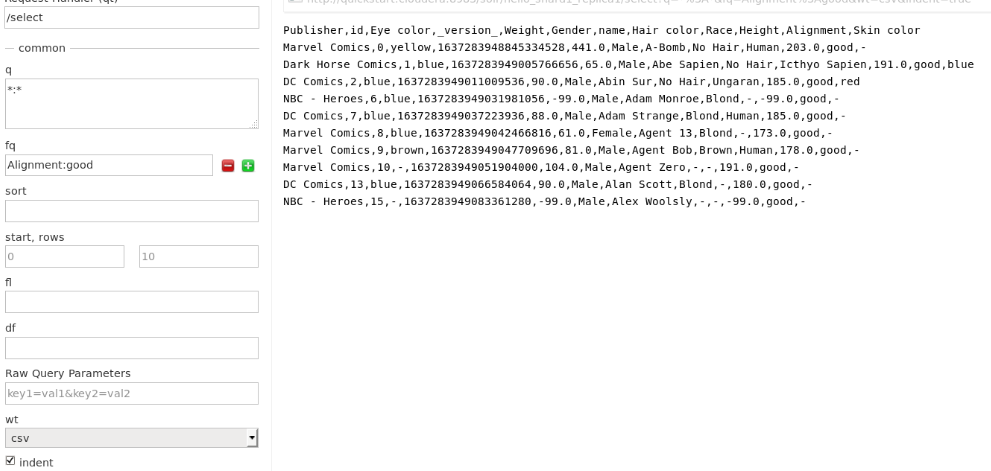 Request Handler (qt)
/select
common
q
*:*
fq
Alignment:good
sort
start, rows
0
10
fl
df
Raw Query Parameters
key1=val1&key2=val2
wt
csv
indent
Publisher,id,Eye color,_version_,Weight,Gender,name,Hair color,Race,Height,Alignment,Skin color
Marvel Comics,0,yellow,1637283948845334528,441.0,Male,A-Bomb,No Hair,Human,203.0,good,-
Dark Horse Comics,1,blue,1637283949005766656,65.0,Male,Abe Sapien,No Hair,Icthyo Sapien,191.0,good,blue
DC Comics,2,blue,1637283949011009536,90.0,Male,Abin Sur,No Hair,Ungaran,185.0,good,red
NBC - Heroes,6,blue,1637283949031981056,-99.0,Male,Adam Monroe,Blond,-,-99.0,good,-
DC Comics,7,blue,1637283949037223936,88.0,Male,Adam Strange,Blond,Human,185.0,good,-
Marvel Comics,8,blue,1637283949042466816,61.0,Female,Agent 13,Blond,-,173.0,good,-
Marvel Comics,9,brown,1637283949047709696,81.0,Male,Agent Bob,Brown,Human,178.0,good,-
Marvel Comics,10,-,1637283949051904000,104.0,Male,Agent Zero,-,-,191.0,good,-
DC Comics,13,blue,1637283949066584064,90.0,Male,Alan Scott,Blond,-,180.0,good,-
NBC - Heroes,15,-,1637283949083361280,-99.0,Male,Alex Woolsly,-,-,-99.0,good,-